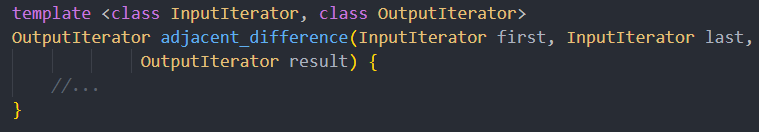 template <class InputIterator, class OutputIterator>
OutputIterator adjacent_difference(InputIterator first, InputIterator last,
OutputIterator result) {
//...
}